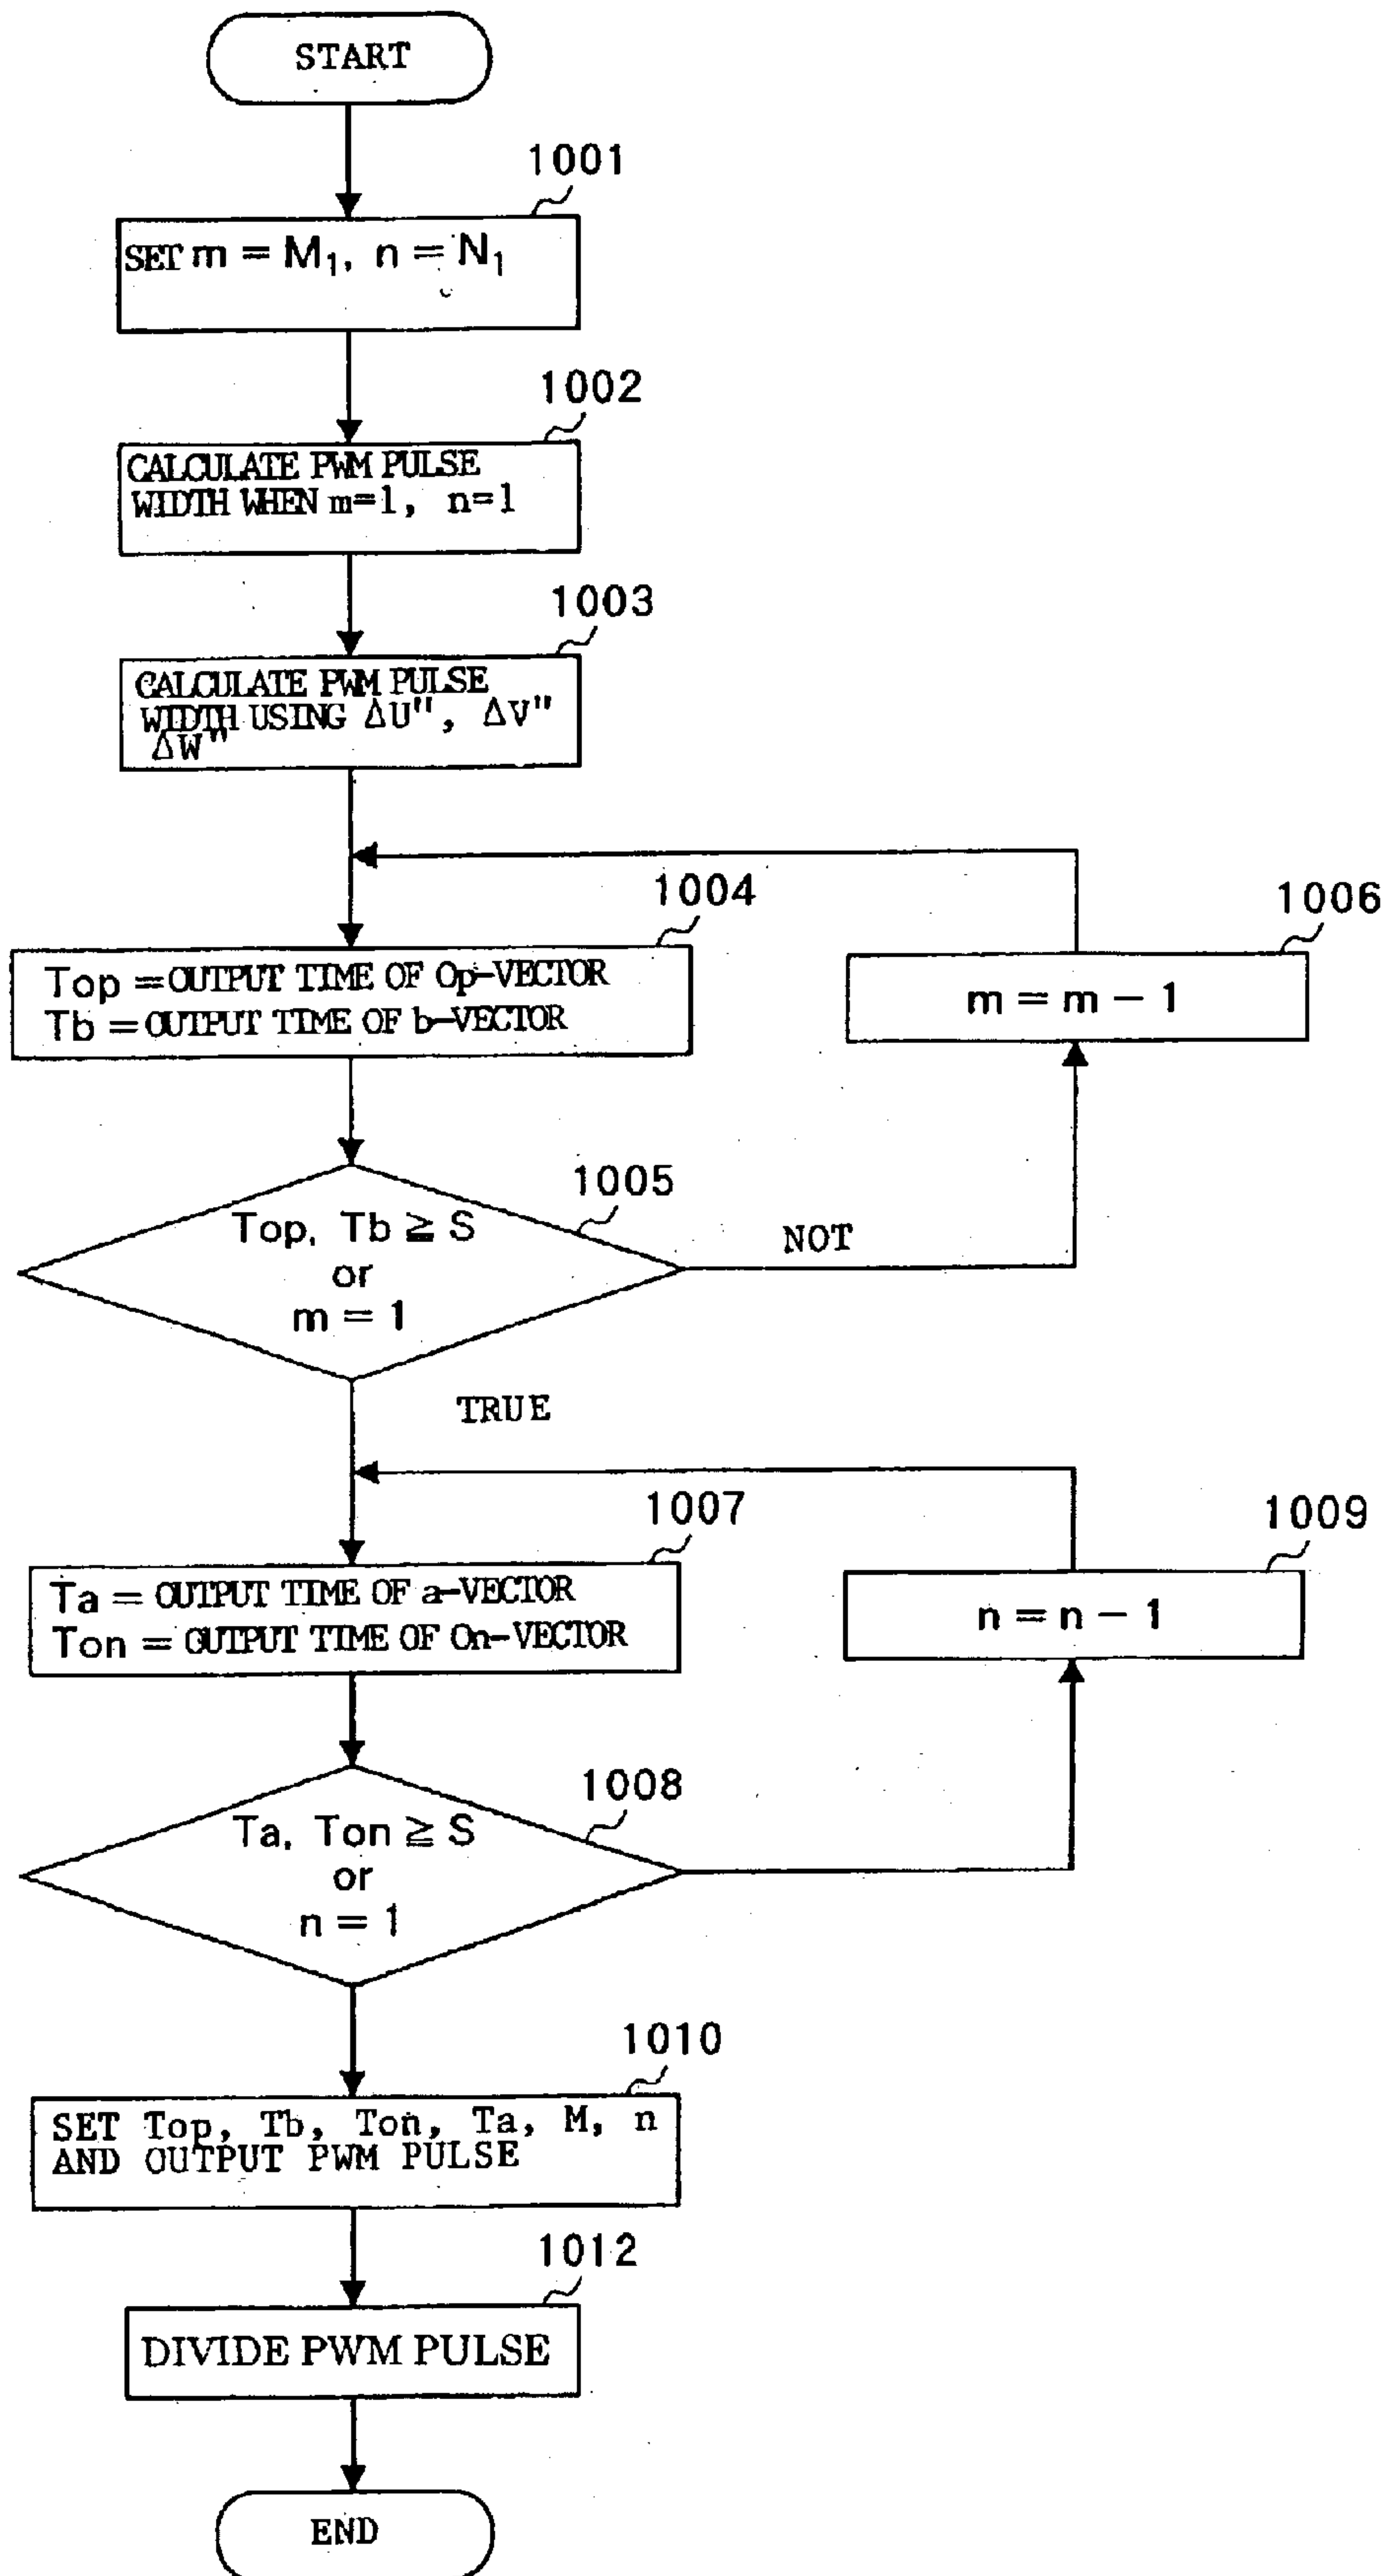 START
1001
SET m = M₁, n = N₁
1002
CALCULATE PWM PULSE
WIDTH WHEN m=1, n=1
1003
CALCULATE PWM PULSE
WIDTH USING ΔU", ΔV"
ΔW"
1004
Top = OUTPUT TIME OF Op-VECTOR
Tb = OUTPUT TIME OF b-VECTOR
1006
m = m − 1
1005
Top, Tb ≧ S
or
m = 1
NOT
TRUE
1007
Ta = OUTPUT TIME OF a-VECTOR
Ton = OUTPUT TIME OF On-VECTOR
1009
n = n − 1
1008
Ta, Ton ≧ S
or
n = 1
1010
SET Top, Tb, Ton, Ta, M, n
AND OUTPUT PWM PULSE
1012
DIVIDE PWM PULSE
END